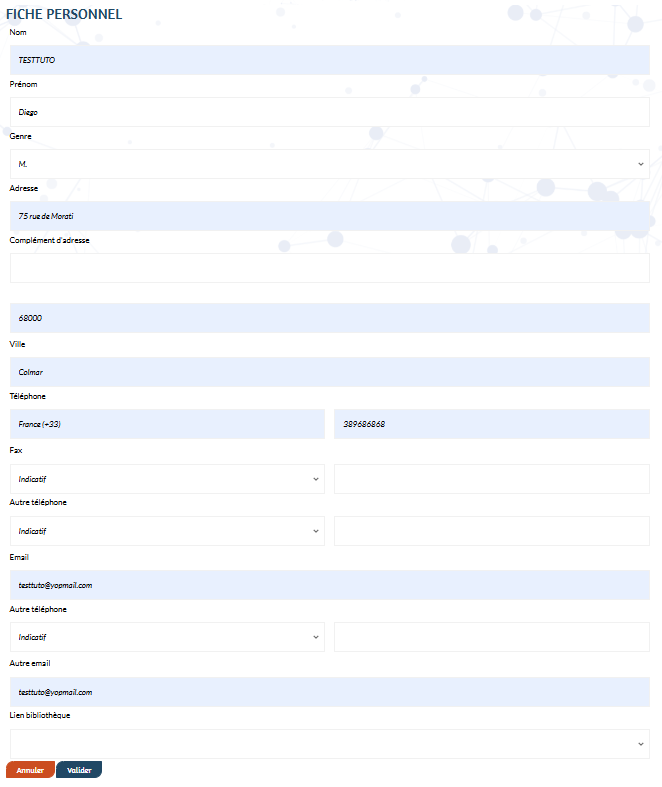 FICHE PERSONNEL
Nom
TESTTUTO
Prénom
Diego
Genre
M.
Adresse
75 rue de Morati
Complément d'adresse
68000
Ville
Colmar
Téléphone
France (+33) 389686868
Fax
Indicatif
Autre téléphone
Indicatif
Email
testtuto@yopmail.com
Autre téléphone
Indicatif
Autre email
testtuto@yopmail.com
Lien bibliothèque
Annuler Valider